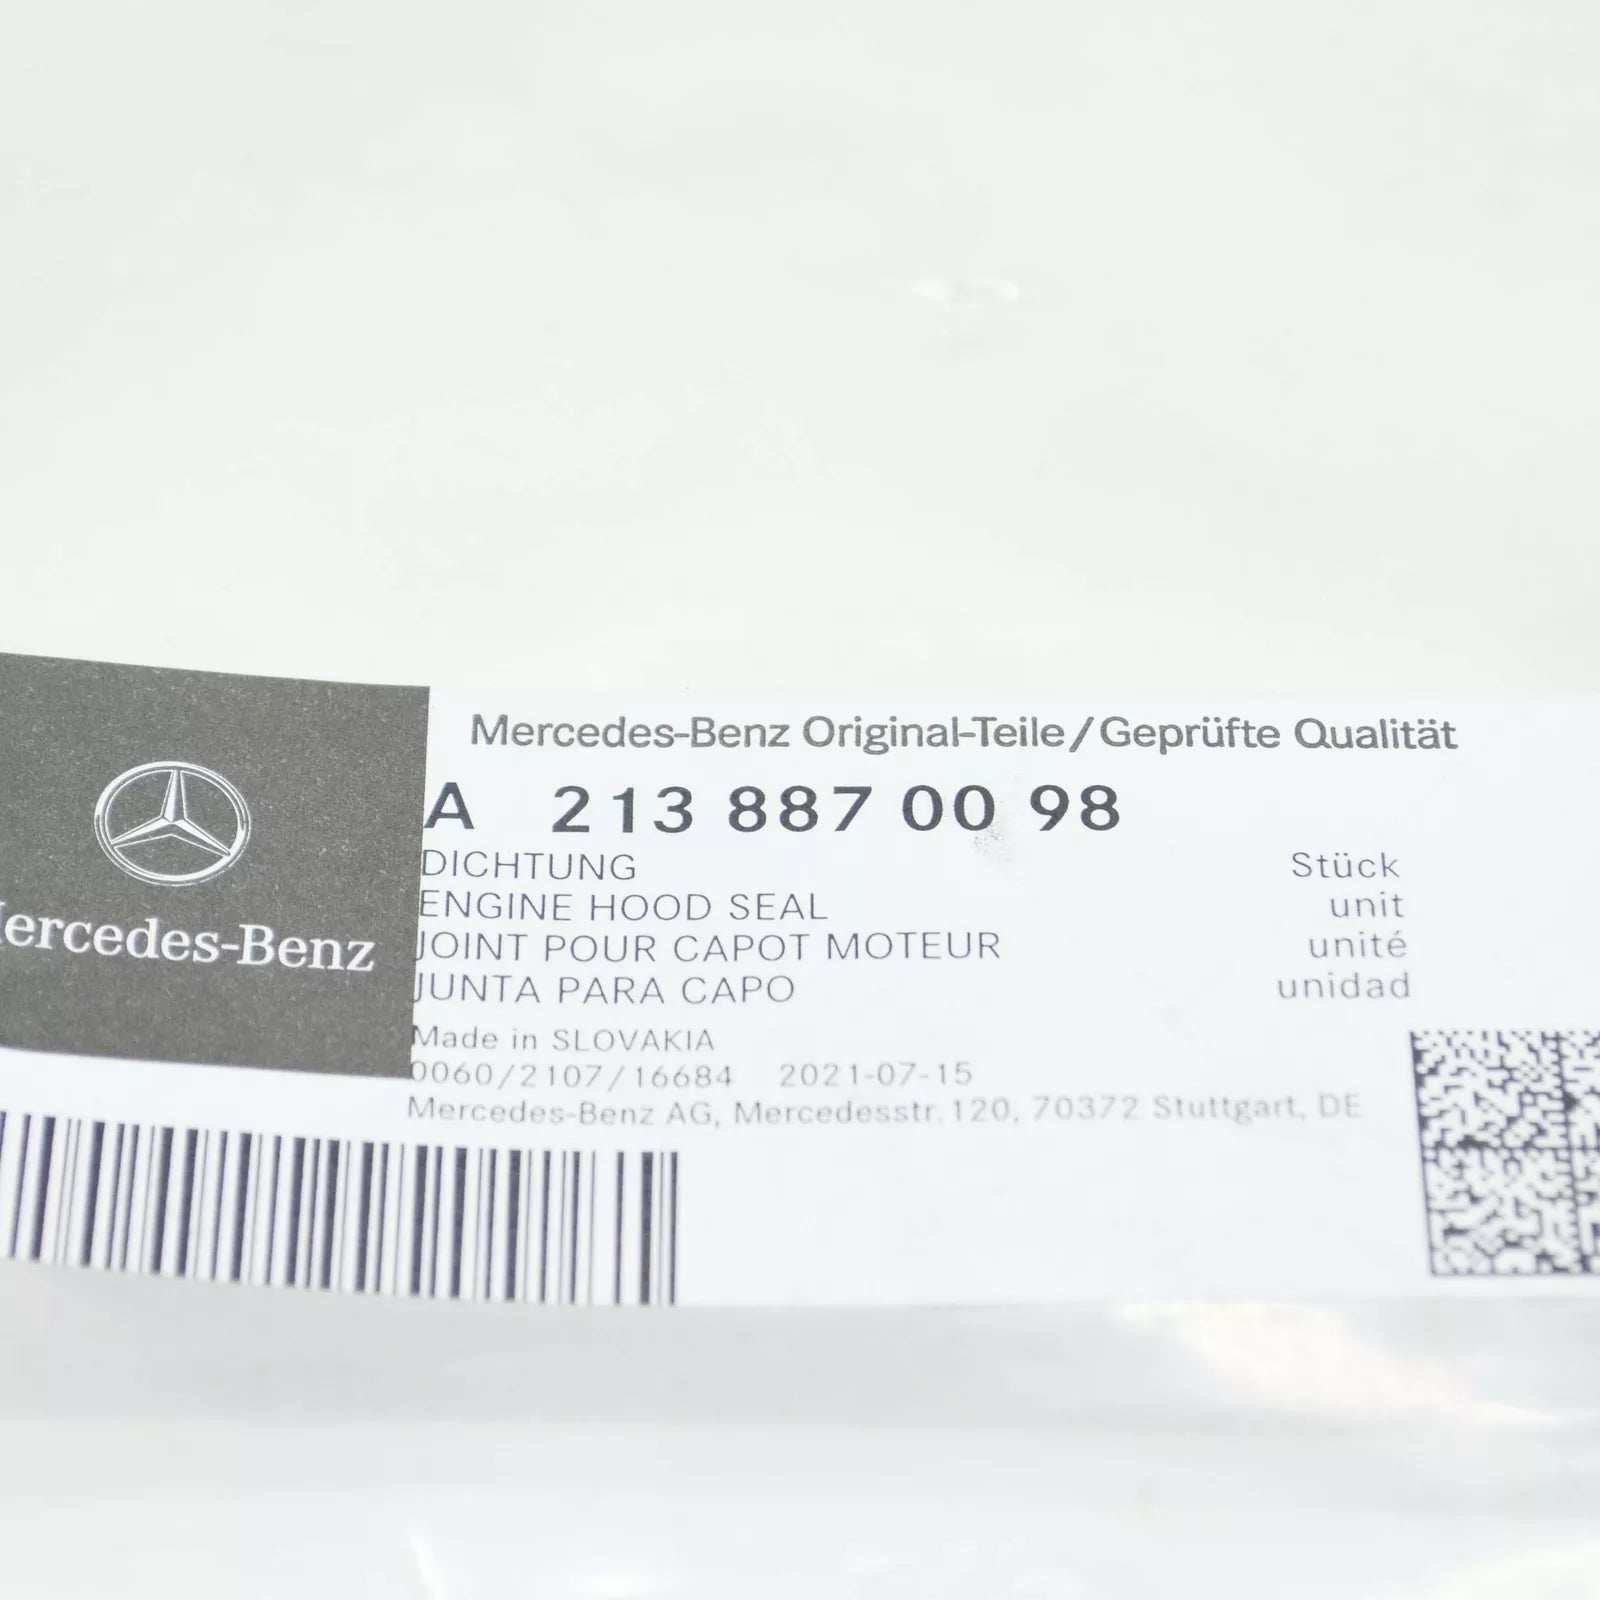 Mercedes-Benz Original-Teile/Geprüfte Qualität
A 213 887 00 98
DICHTUNG Stück
ENGINE HOOD SEAL unit
JOINT POUR CAPOT MOTEUR unité
JUNTA PARA CAPO unidad
Made in SLOVAKIA
0060/2107/16684 2021-07-15
Mercedes-Benz AG, Mercedesstr. 120, 70372 Stuttgart, DE
Mercedes-Benz